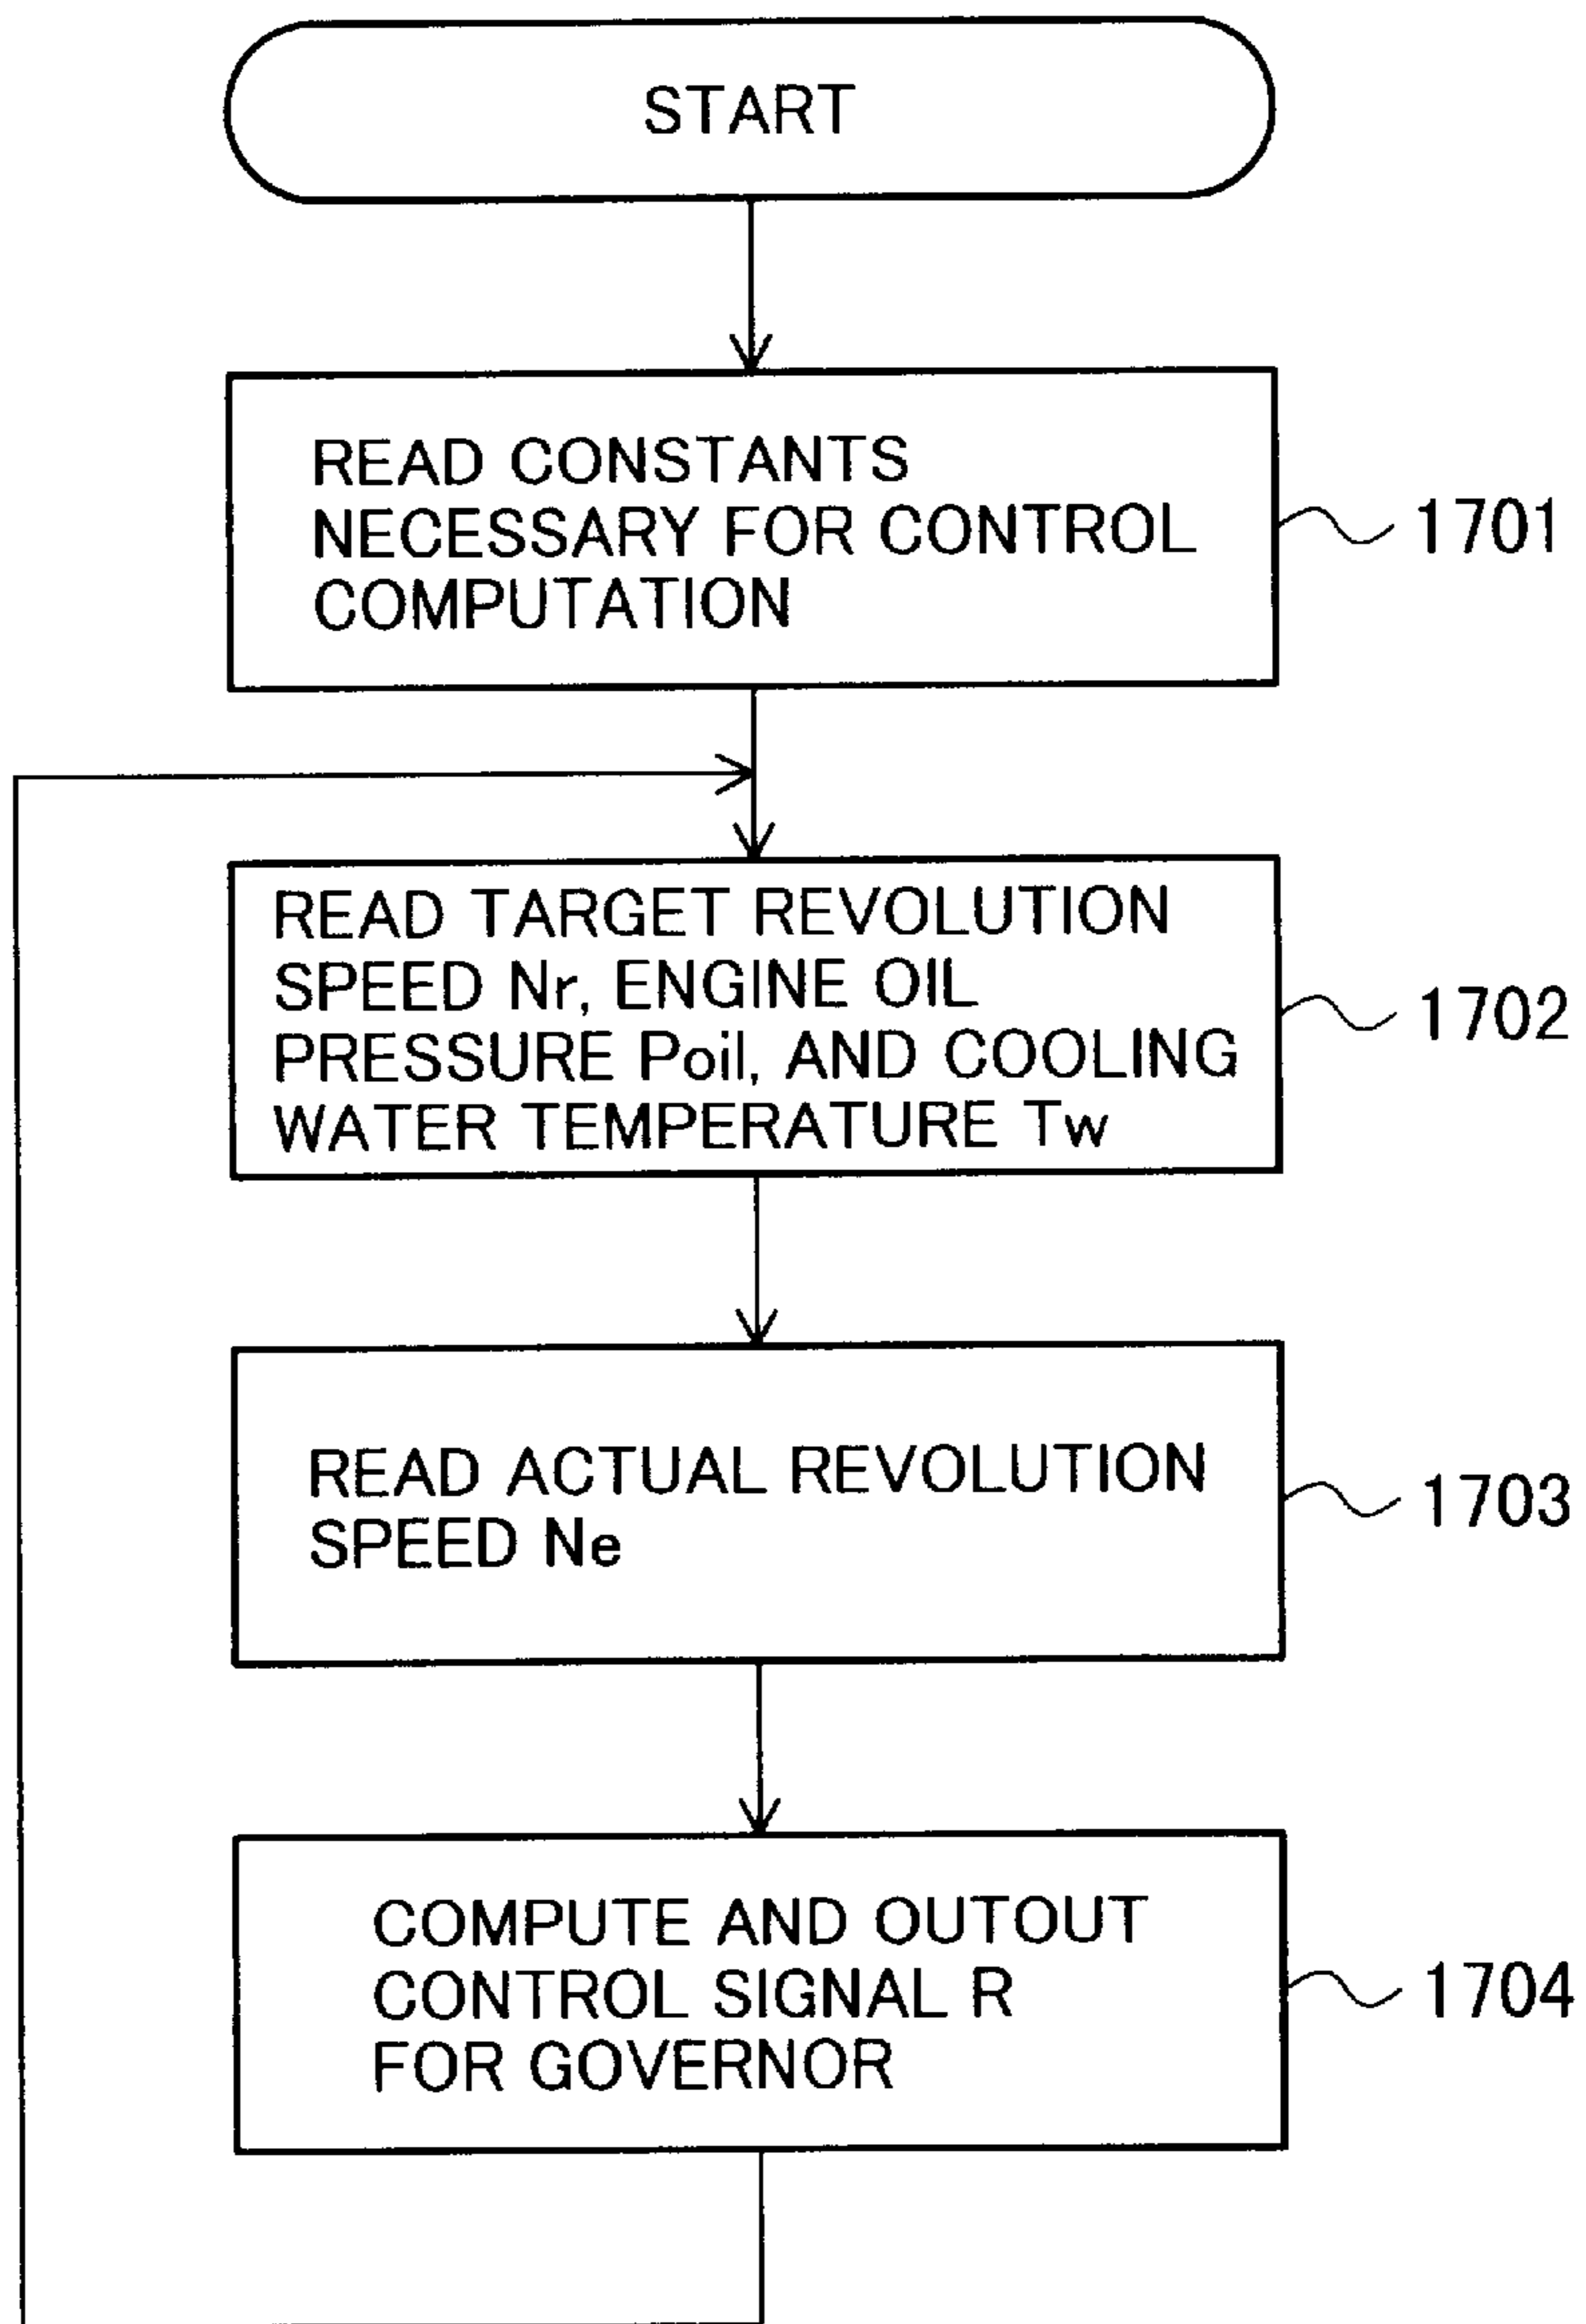 START
READ CONSTANTS
NECESSARY FOR CONTROL
COMPUTATION
1701
READ TARGET REVOLUTION
SPEED Nr, ENGINE OIL
PRESSURE Poil, AND COOLING
WATER TEMPERATURE Tw
1702
READ ACTUAL REVOLUTION
SPEED Ne
1703
COMPUTE AND OUTOUT
CONTROL SIGNAL R
FOR GOVERNOR
1704